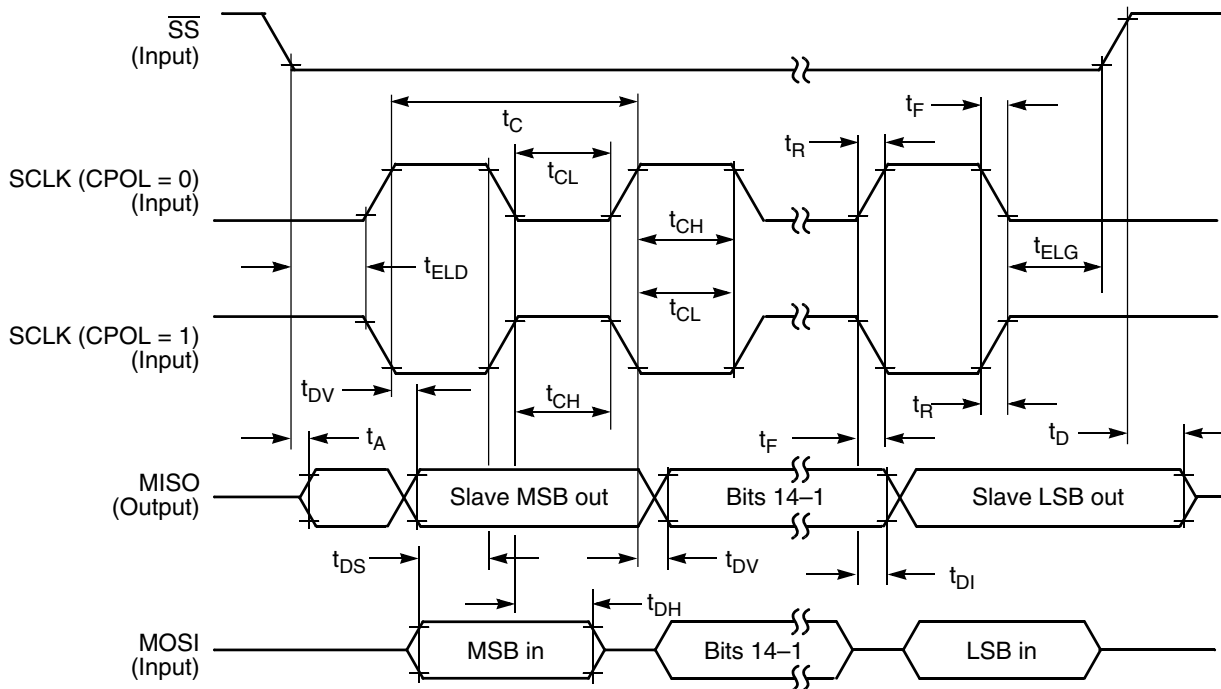 SS
(Input)
tF
tC
tR
SCLK (CPOL = 0)
(Input)
tCL
tCH
tELD
tELG
tCL
SCLK (CPOL = 1)
(Input)
tDV
tCH
tR
tA
tF
tD
MISO
(Output)
Slave MSB out
Bits 14–1
Slave LSB out
tDS
tDV
tDI
tDH
MOSI
(Input)
MSB in
Bits 14–1
LSB in